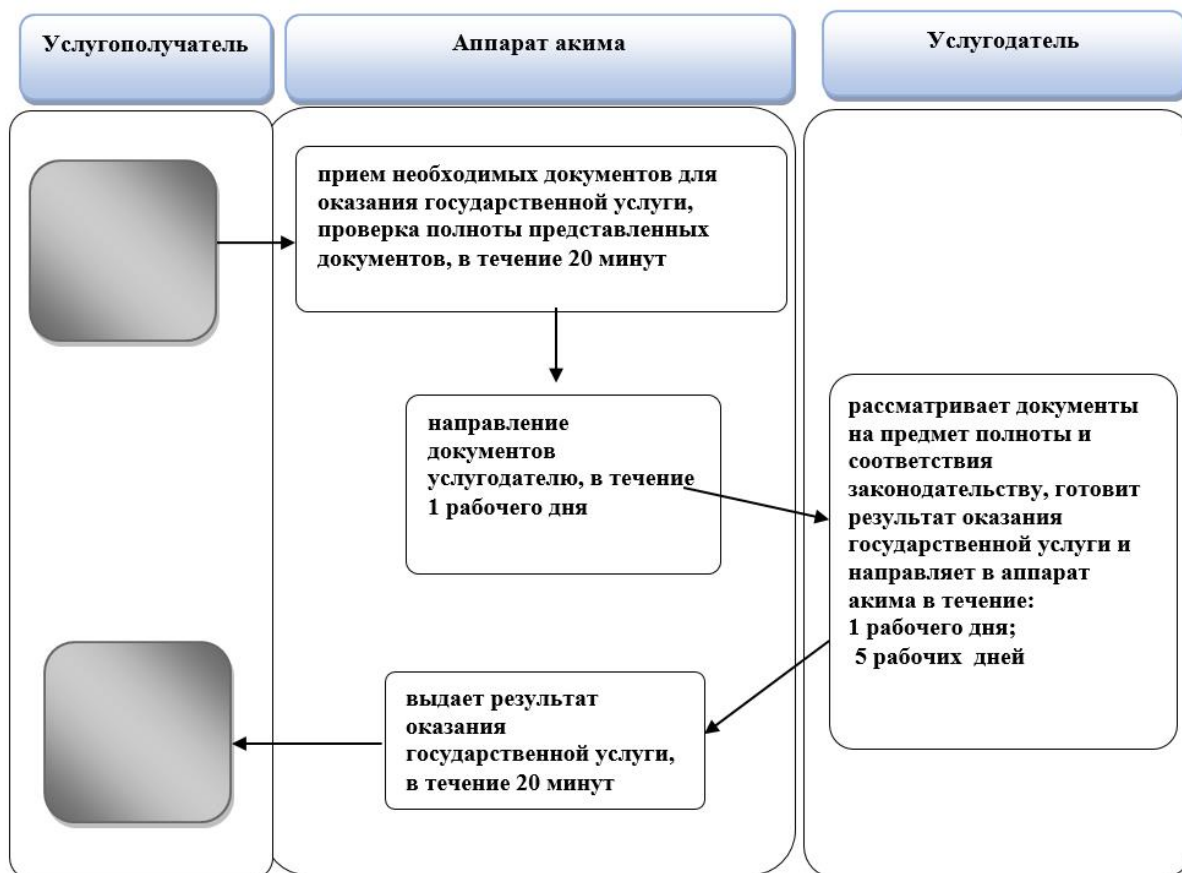 Услугополучатель
Аппарат акима
Услугодатель
прием необходимых документов для
оказания государственной услуги,
проверка полноты представленных
документов, в течение 20 минут
направление
документов
услугодателю, в течение
1 рабочего дня
рассматривает документы
на предмет полноты и
соответствия
законодательству, готовит
результат оказания
государственной услуги и
направляет в аппарат
акима в течение:
1 рабочего дня;
5 рабочих дней
выдает результат
оказания
государственной услуги,
в течение 20 минут